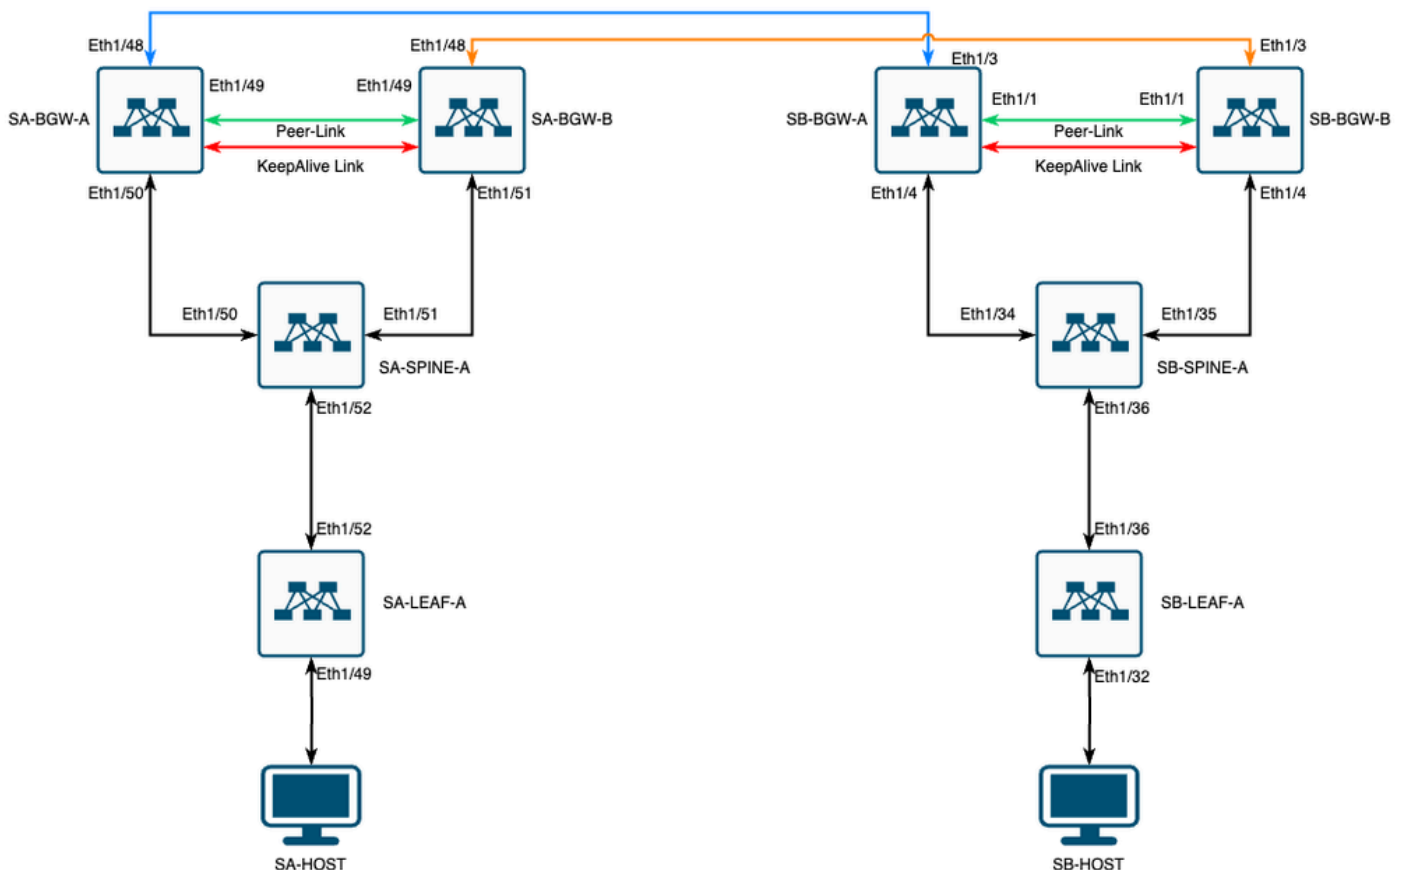 Eth1/48
Eth1/48
Eth1/3
Eth1/3
Eth1/49
Eth1/49
Eth1/1
Eth1/1
SA-BGW-A
Peer-Link
SA-BGW-B
SB-BGW-A
Peer-Link
SB-BGW-B
KeepAlive Link
KeepAlive Link
Eth1/50
Eth1/51
Eth1/4
Eth1/4
Eth1/50
Eth1/51
Eth1/34
Eth1/35
SA-SPINE-A
SB-SPINE-A
Eth1/52
Eth1/36
Eth1/52
Eth1/36
SA-LEAF-A
SB-LEAF-A
Eth1/49
Eth1/32
SA-HOST
SB-HOST